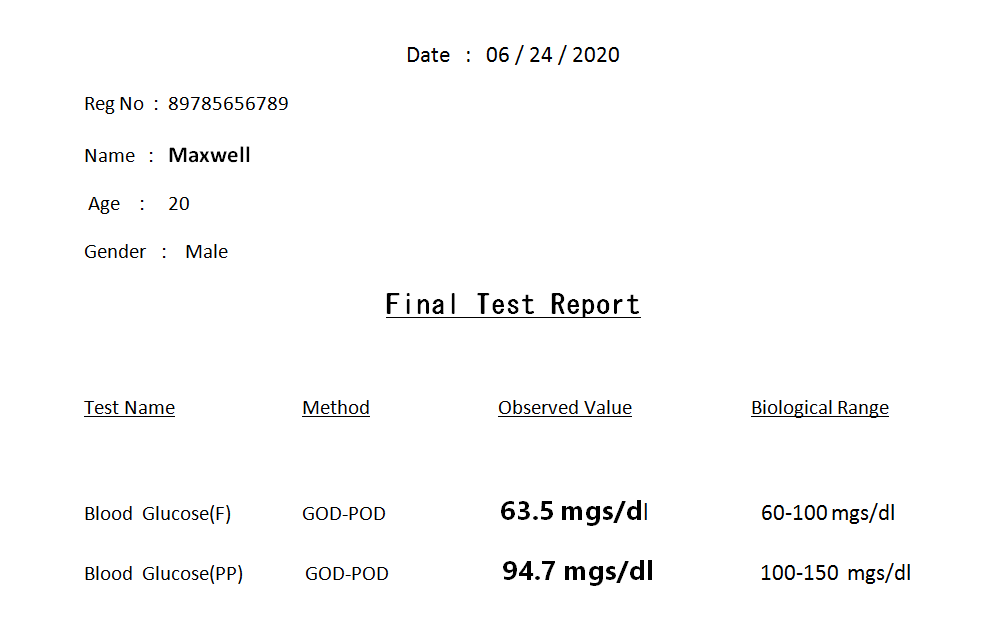 Date : 06 / 24 / 2020
Reg No : 89785656789
Name : Maxwell
Age : 20
Gender : Male
Final Test Report
Test Name Method Observed Value Biological Range
Blood Glucose(F) GOD-POD 63.5 mgs/dl 60-100 mgs/dl
Blood Glucose(PP) GOD-POD 94.7 mgs/dl 100-150 mgs/dl